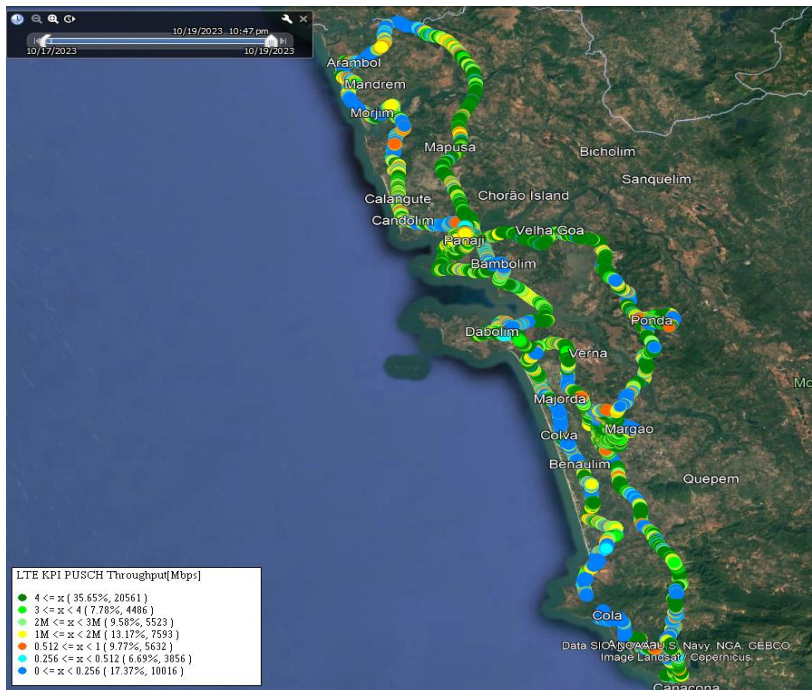 10/19/2023 10:47 pm
10/17/2023
10/19/2023
Arambol
Mandrem
Morjim
Mapusa
Bicholim
Sanquelim
Chorão Island
Calangute
Candolim
Panaji
Velha Goa
Bambolim
Dabolim
Ponda
Verna
Majorda
Margao
Colva
Benaulim
Quepem
Cola
LTE KPI PUSCH Throughput[Mbps]
4 <= x ( 35.65%, 20561 )
3 <= x < 4 ( 7.78%, 4486 )
2M <= x < 3M ( 9.58%, 5523 )
1M <= x < 2M ( 13.17%, 7593 )
0.512 <= x < 1 ( 9.77%, 5632 )
0.256 <= x < 0.512 ( 6.69%, 3856 )
0 <= x < 0.256 ( 17.37%, 10016 )
Data SIO, NOAA, U.S. Navy, NGA, GEBCO
Image Landsat / Copernicus
Canacona